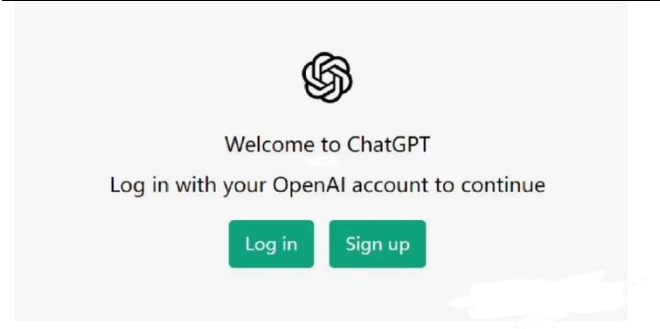 Welcome to ChatGPT
Log in with your OpenAI account to continue
Log in
Sign up